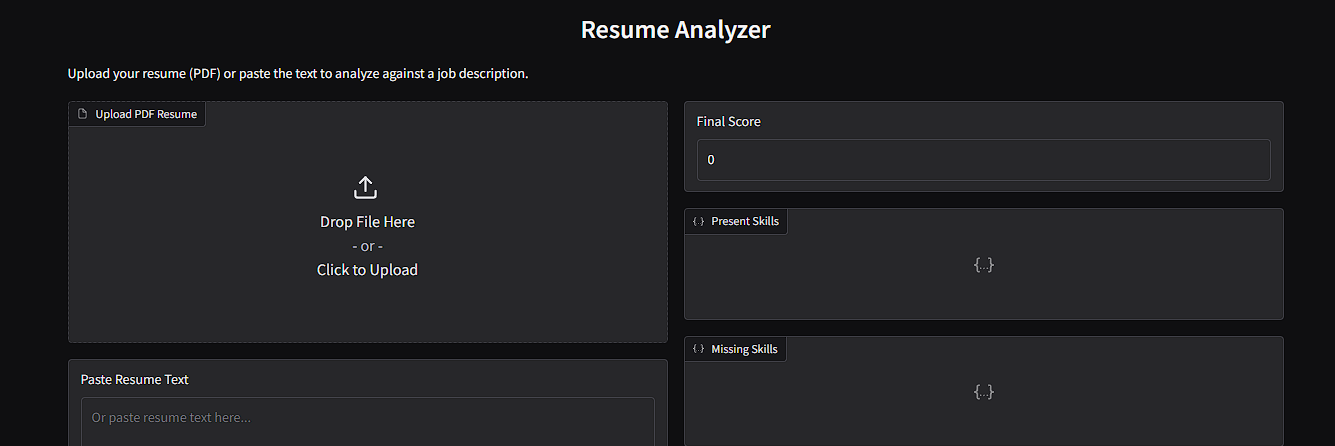 Resume Analyzer
Upload your resume (PDF) or paste the text to analyze against a job description.
Upload PDF Resume
Drop File Here
- or -
Click to Upload
Paste Resume Text
Or paste resume text here...
Final Score
0
{.} Present Skills
{..}
{.} Missing Skills
{..}